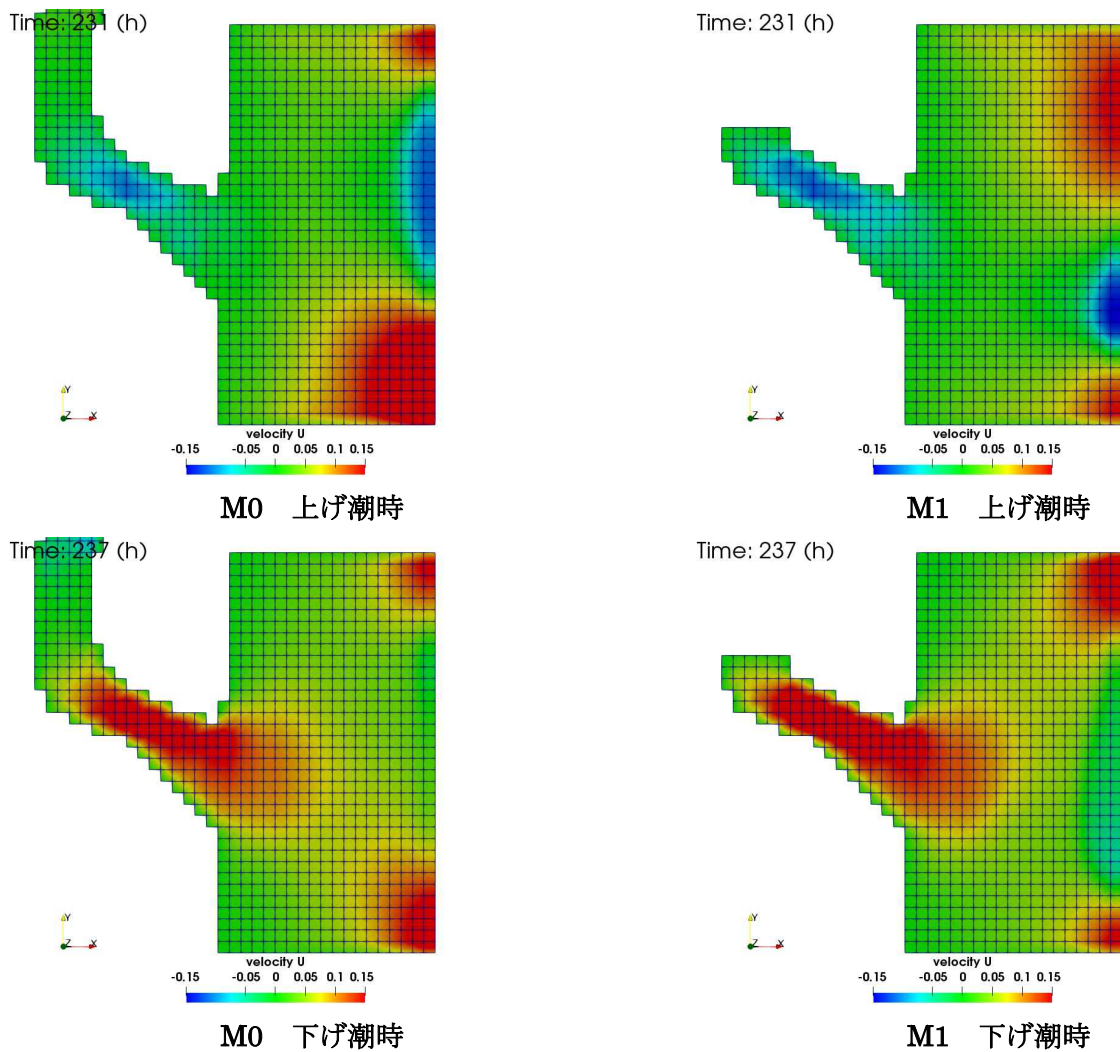 Time: 231 (h)
Y
Z X
velocity U
-0.15 -0.05 0 0.05 0.1 0.15
M0 上げ潮時
Time: 231 (h)
Y
Z X
velocity U
-0.15 -0.05 0 0.05 0.1 0.15
M1 上げ潮時
Time: 237 (h)
Y
Z X
velocity U
-0.15 -0.05 0 0.05 0.1 0.15
M0 下げ潮時
Time: 237 (h)
Y
Z X
velocity U
-0.15 -0.05 0 0.05 0.1 0.15
M1 下げ潮時